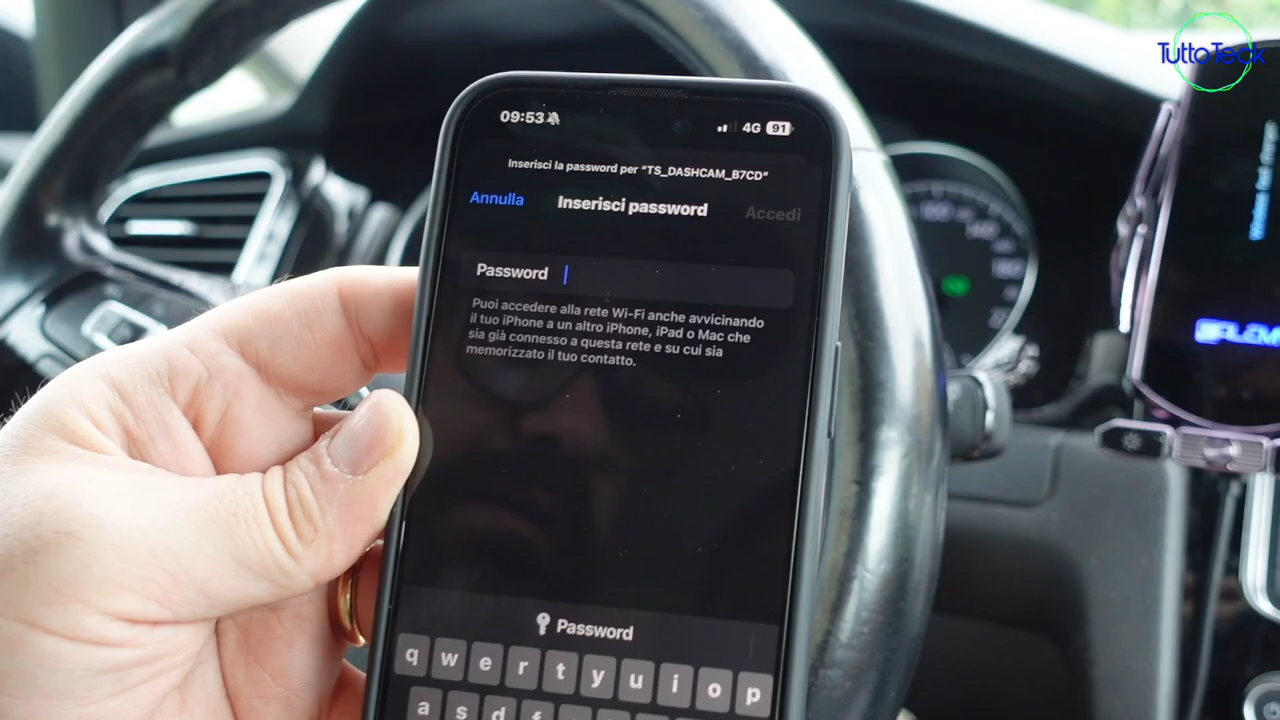 TuttoTeck
09:53
4G 91
Inserisci la password per “TS_DASHCAM_B7CD”
Annulla
Inserisci password
Accedi
Password
Puoi accedere alla rete Wi-Fi anche avvicinando
il tuo iPhone a un altro iPhone, iPad o Mac che
sia già connesso a questa rete e su cui sia
memorizzato il tuo contatto.
Password
q w e r t y u i o p
a s d f